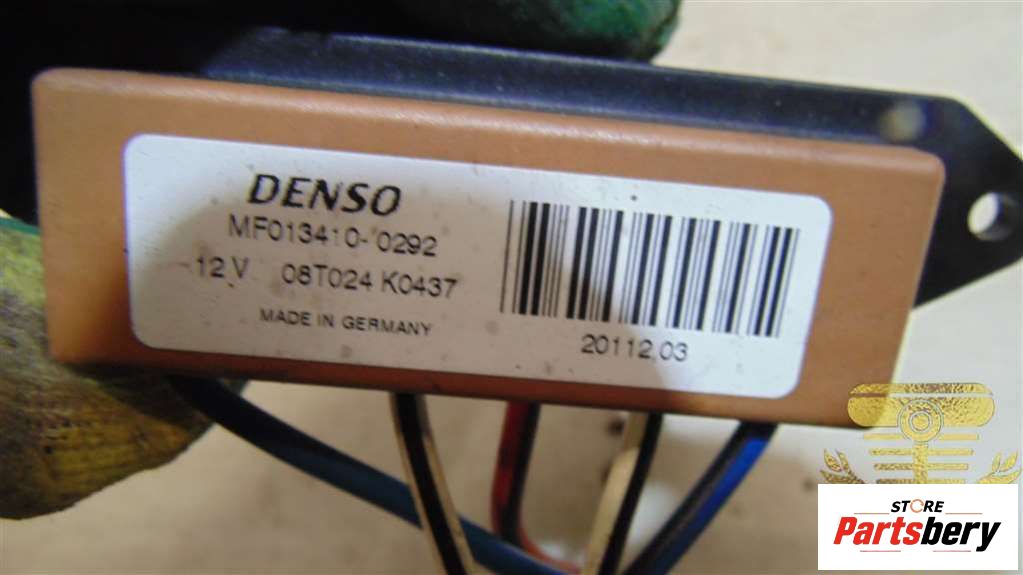 DENSO
MF013410-0292
12 V 08T024 K0437
MADE IN GERMANY
20112.03
STORE
Partsbery